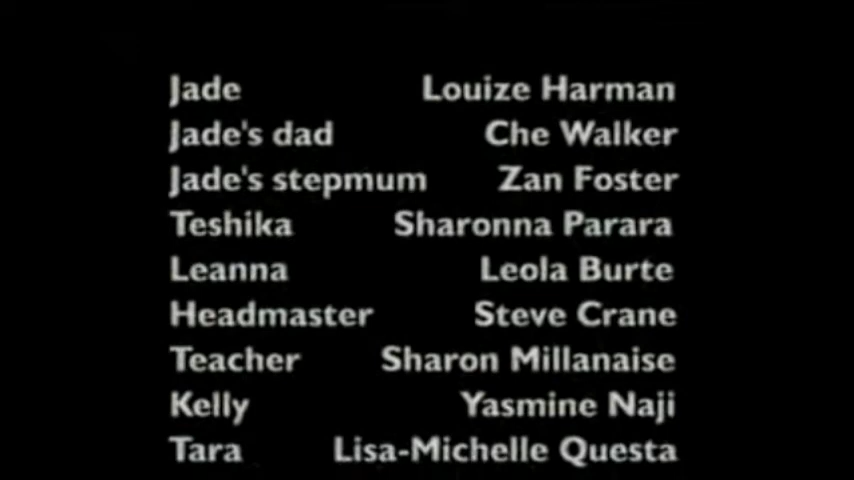 Jade Louize Harman
Jade's dad Che Walker
Jade's stepmum Zan Foster
Teshika Sharonna Parara
Leanna Leola Burte
Headmaster Steve Crane
Teacher Sharon Millanaise
Kelly Yasmine Naji
Tara Lisa-Michelle Questa